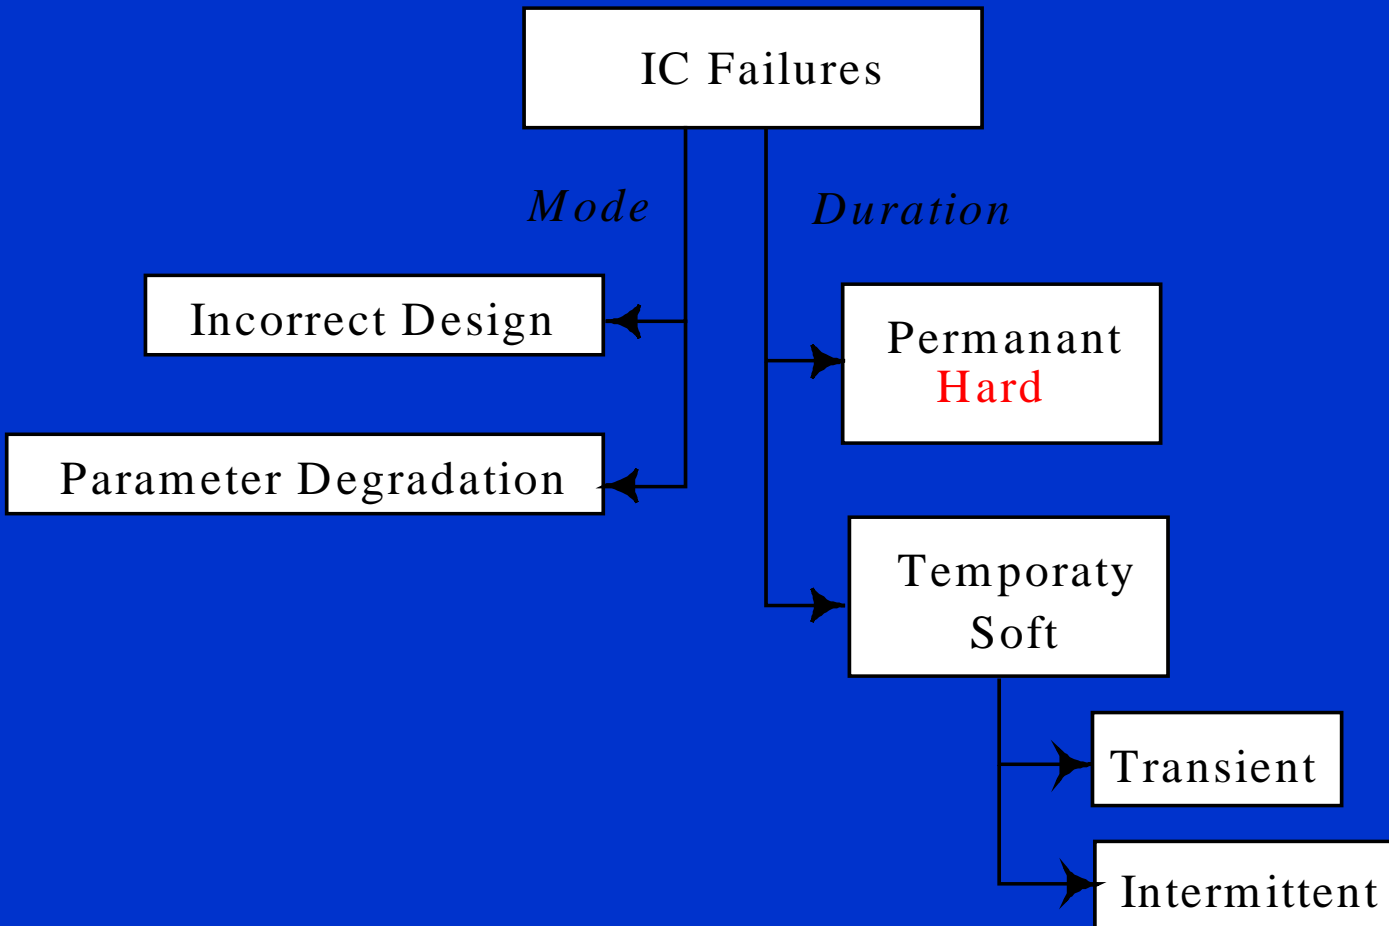 IC Failures
Mode
Duration
Incorrect Design
Permanant
Hard
Parameter Degradation
Temporaty
Soft
Transient
Intermittent